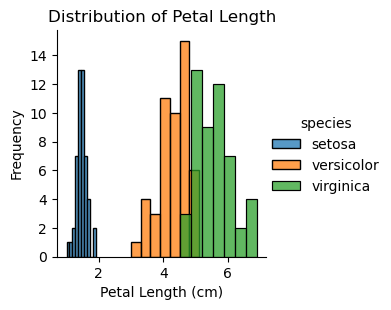 Distribution of Petal Length
Frequency
14
12
10
8
6
4
2
0
2
4
6
Petal Length (cm)
species
setosa
versicolor
virginica